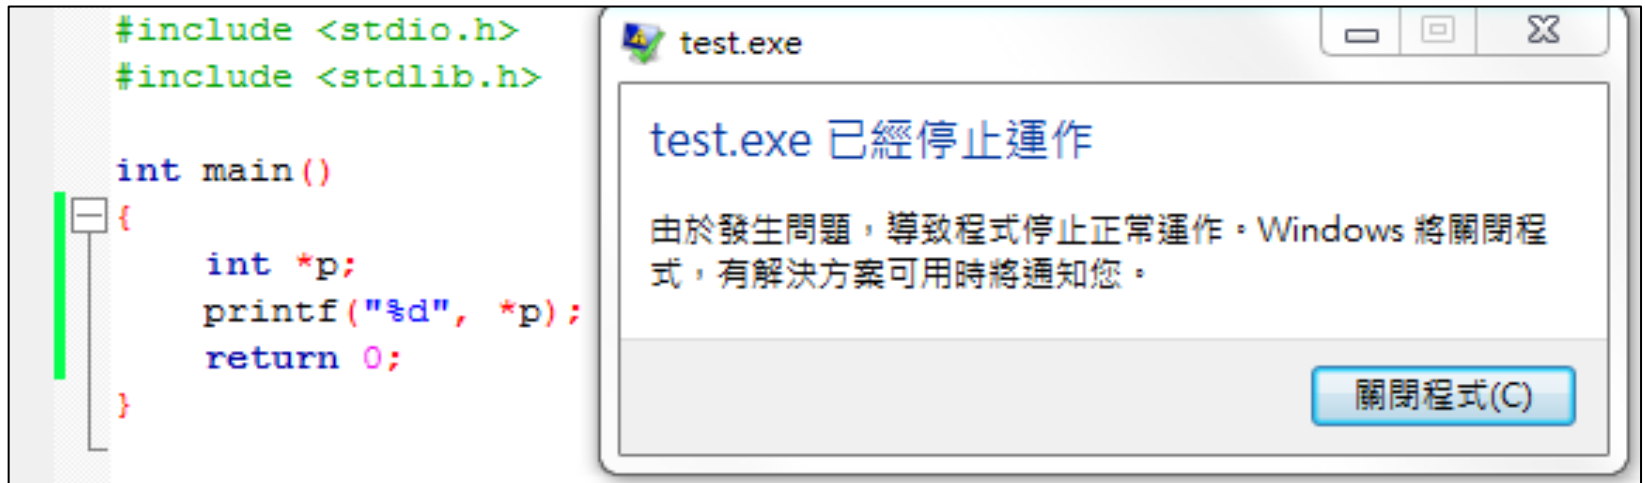 #include <stdio.h>
#include <stdlib.h>
int main()
{
int *p;
printf("%d", *p);
return 0;
}
test.exe
test.exe 已經停止運作
由於發生問題，導致程式停止正常運作。Windows 將關閉程
式，有解決方案可用時將通知您。
關閉程式(C)